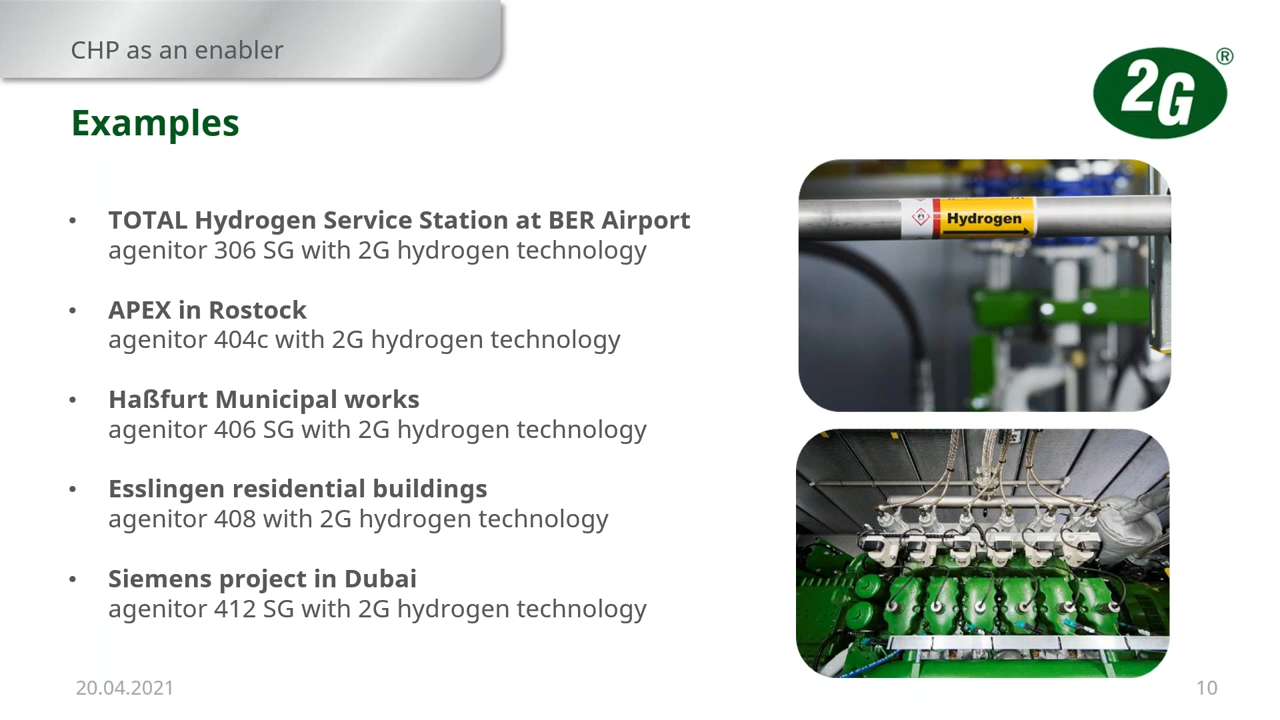 CHP as an enabler
2G®
Examples
• TOTAL Hydrogen Service Station at BER Airport
agenitor 306 SG with 2G hydrogen technology
• APEX in Rostock
agenitor 404c with 2G hydrogen technology
• Haßfurt Municipal works
agenitor 406 SG with 2G hydrogen technology
• Esslingen residential buildings
agenitor 408 with 2G hydrogen technology
• Siemens project in Dubai
agenitor 412 SG with 2G hydrogen technology
Hydrogen
20.04.2021
10